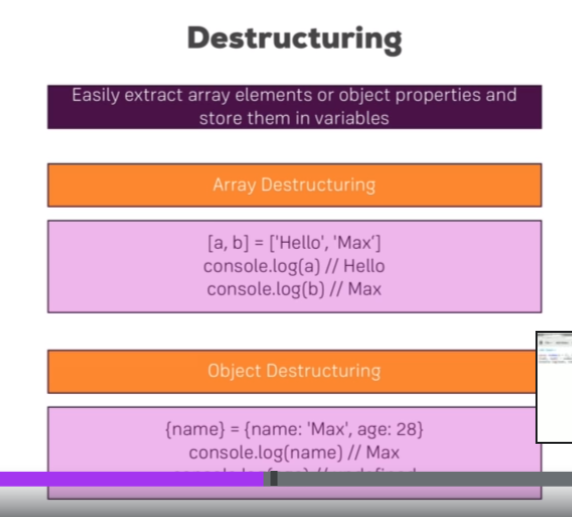 Destructuring
Easily extract array elements or object properties and
store them in variables
Array Destructuring
[a, b] = ['Hello', 'Max']
console.log(a) // Hello
console.log(b) // Max
Object Destructuring
{name} = {name: 'Max', age: 28}
console.log(name) // Max